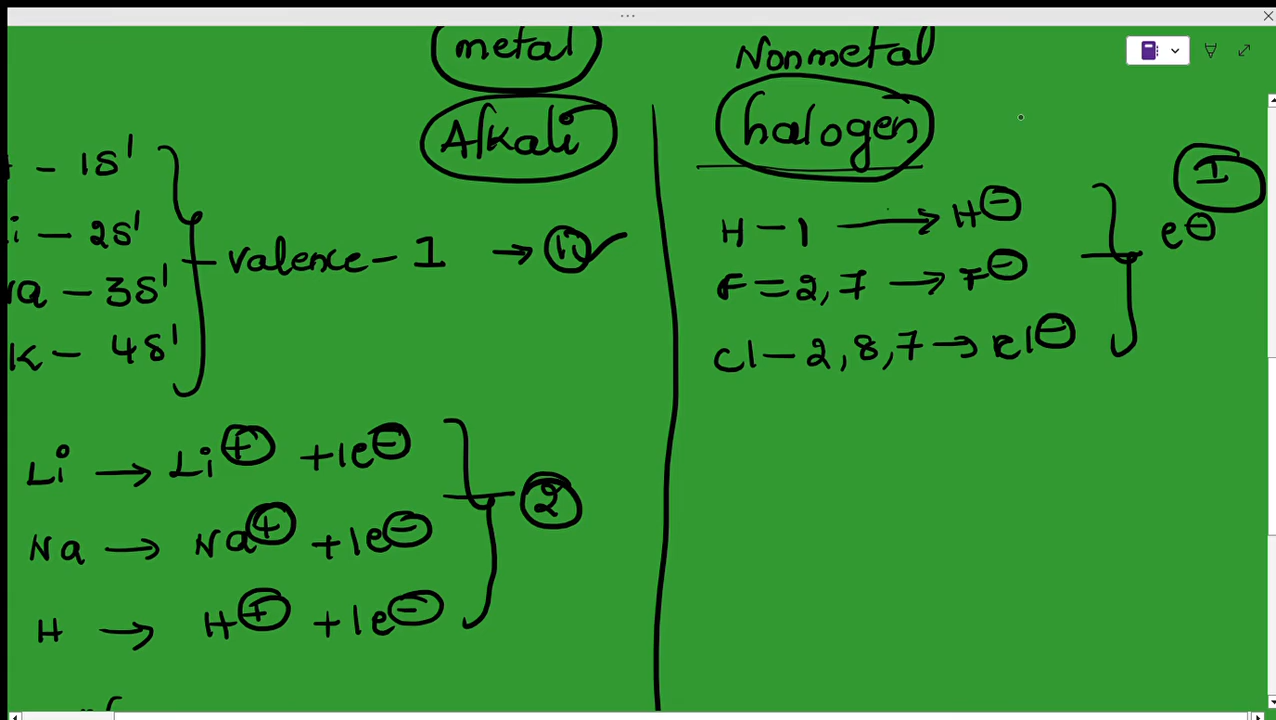 metal
Alkali
- 1s¹
i - 2s¹
Na - 3s¹
K - 4s¹
valence - 1 →
Li → Li⊕ + 1e⊖
Na → Na⊕ + 1e⊖
H → H⊕ + 1e⊖
2
Nonmetal
halogen
H - 1 → H⊖
F = 2, 7 → F⊖
Cl - 2, 8, 7 → Cl⊖
I
e⊖